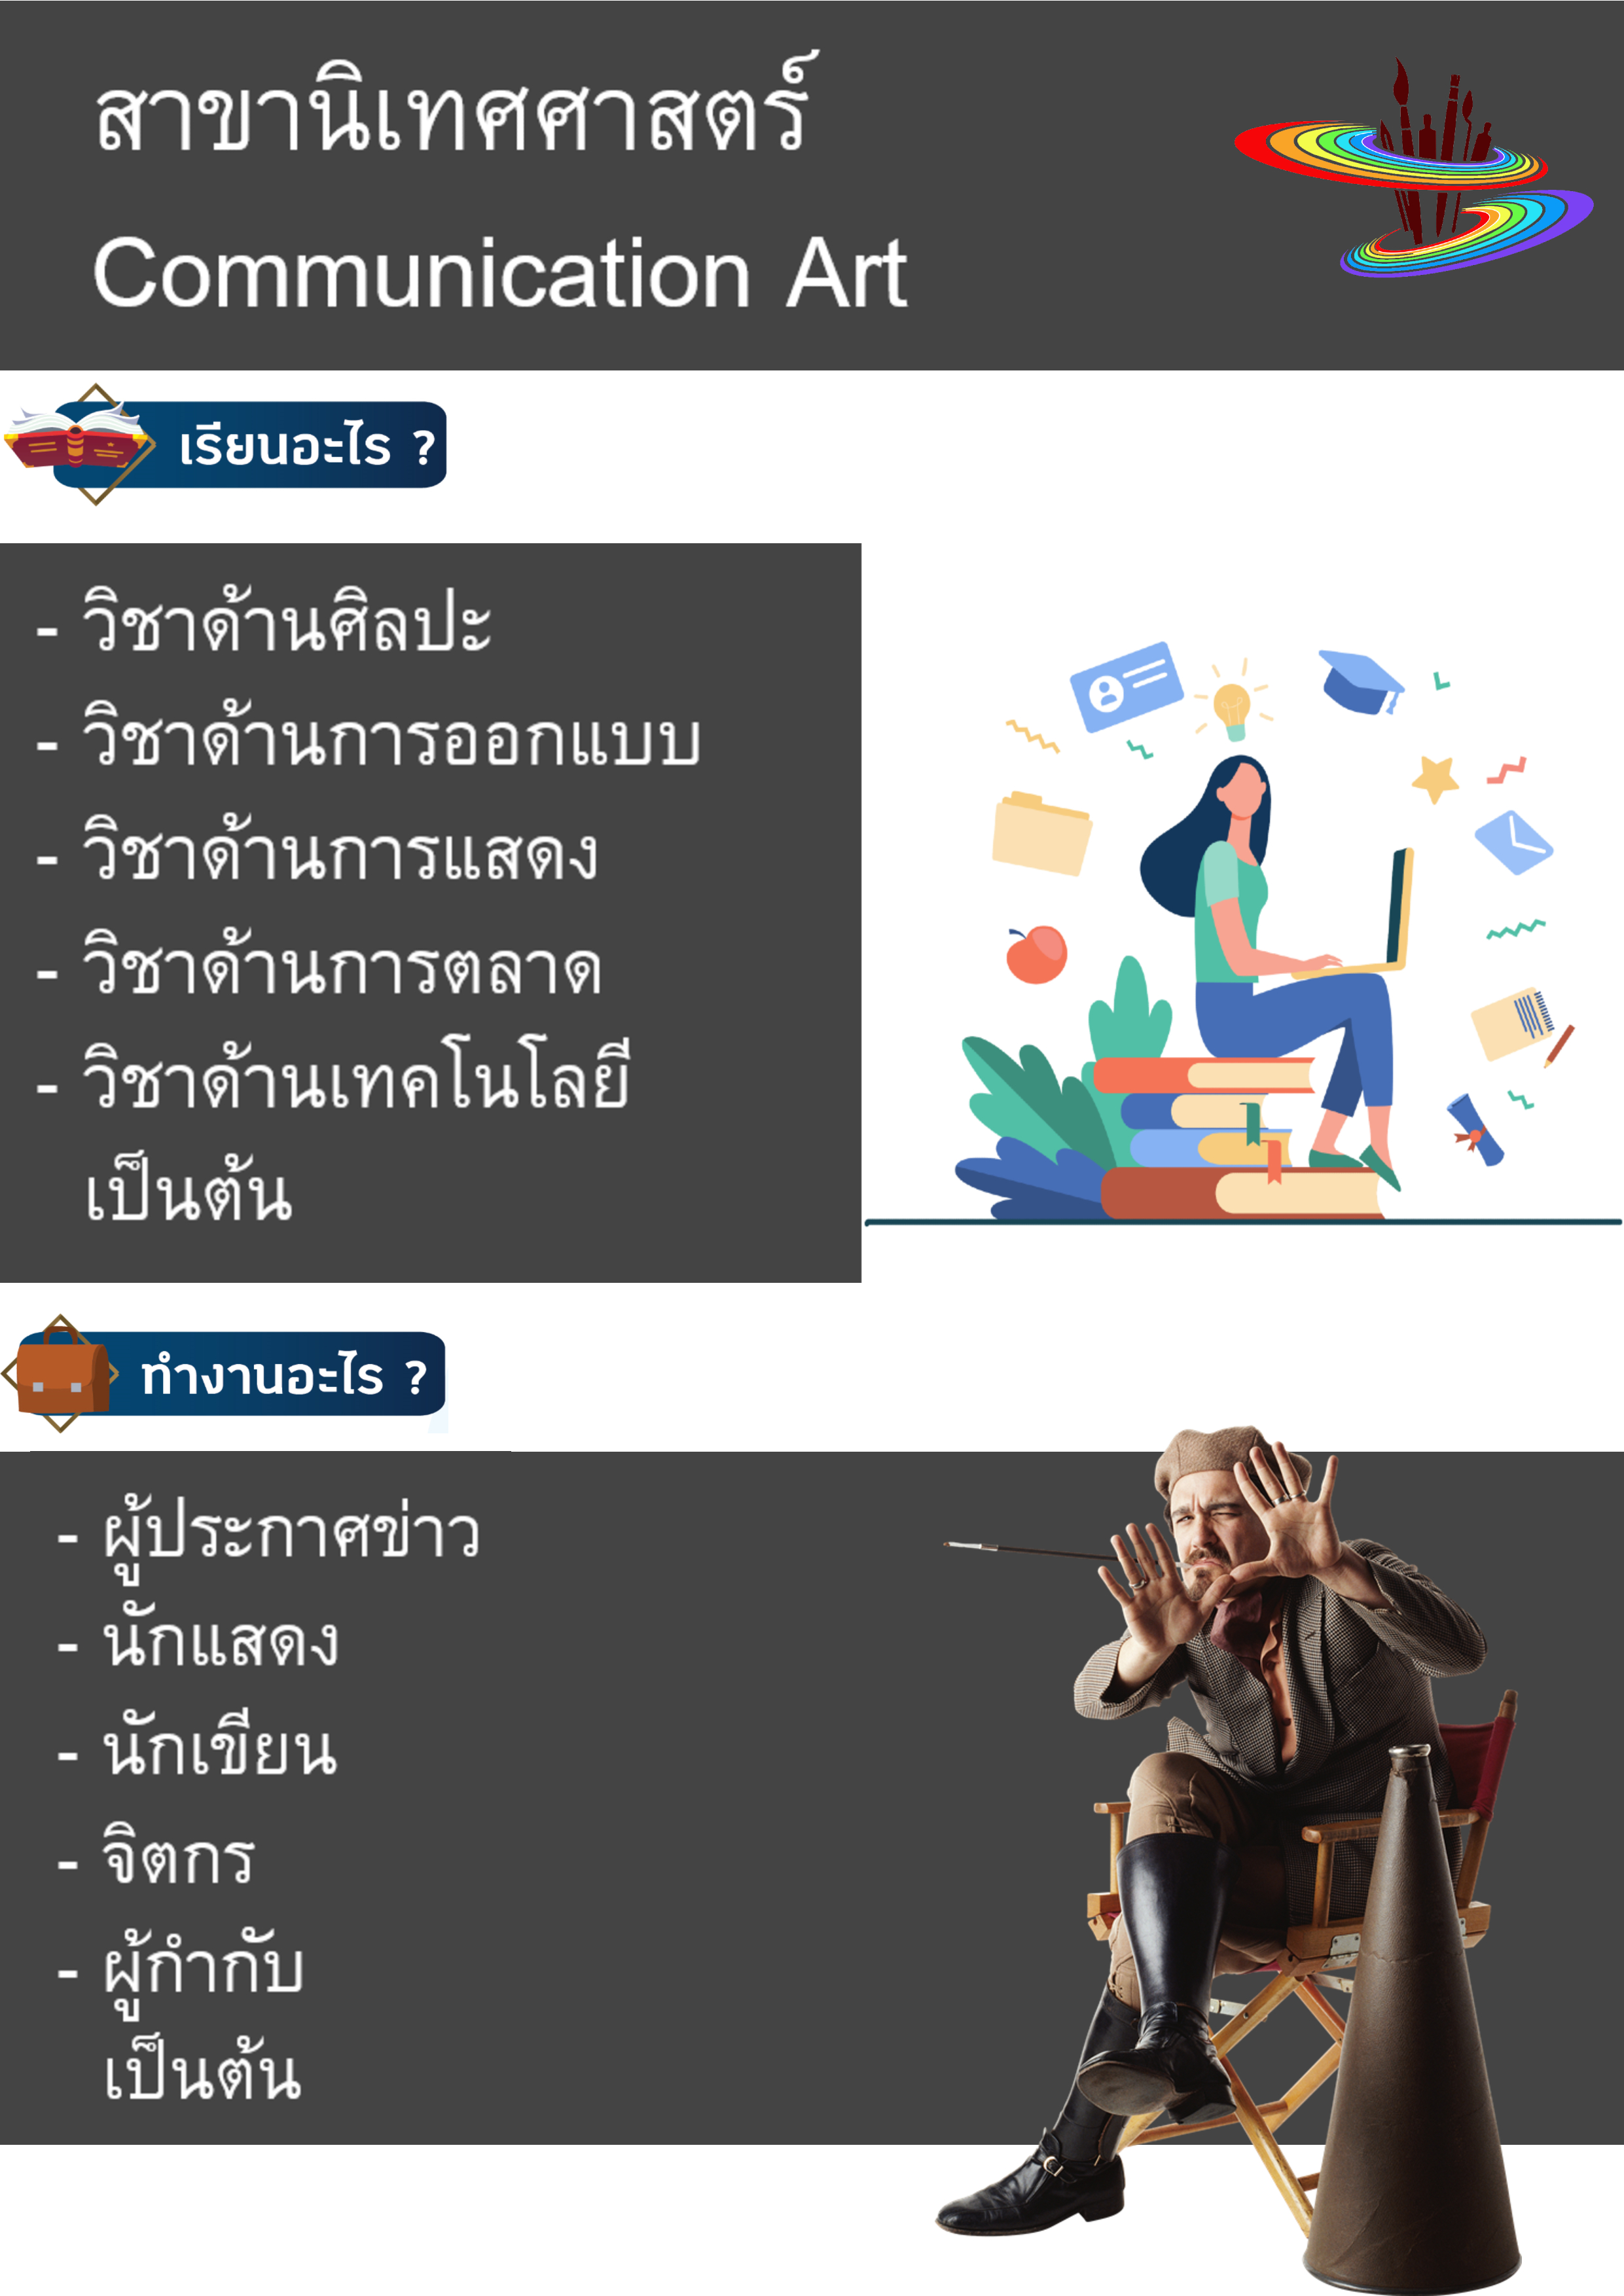 สาขานิเทศศาสตร์
Communication Art
เรียนอะไร ?
- วิชาด้านศิลปะ
- วิชาด้านการออกแบบ
- วิชาด้านการแสดง
- วิชาด้านการตลาด
- วิชาด้านเทคโนโลยี
เป็นต้น
ทำงานอะไร ?
- ผู้ประกาศข่าว
- นักแสดง
- นักเขียน
- จิตกร
- ผู้กำกับ
เป็นต้น